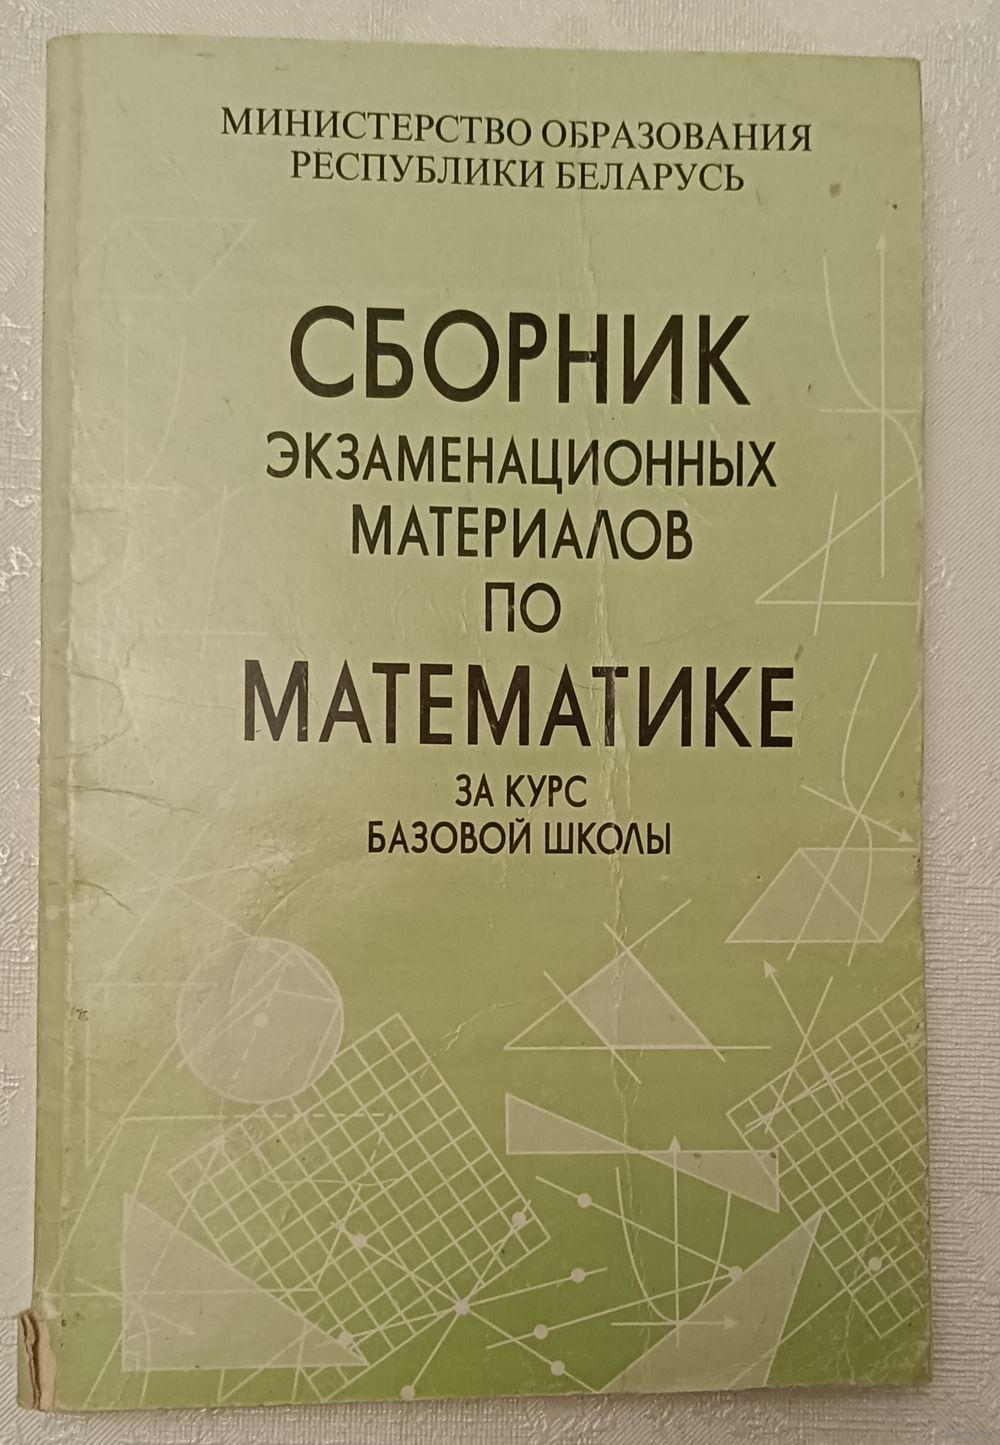 МИНИСТЕРСТВО ОБРАЗОВАНИЯ
РЕСПУБЛИКИ БЕЛАРУСЬ
СБОРНИК
ЭКЗАМЕНАЦИОННЫХ
МАТЕРИАЛОВ
ПО
МАТЕМАТИКЕ
ЗА КУРС
БАЗОВОЙ ШКОЛЫ